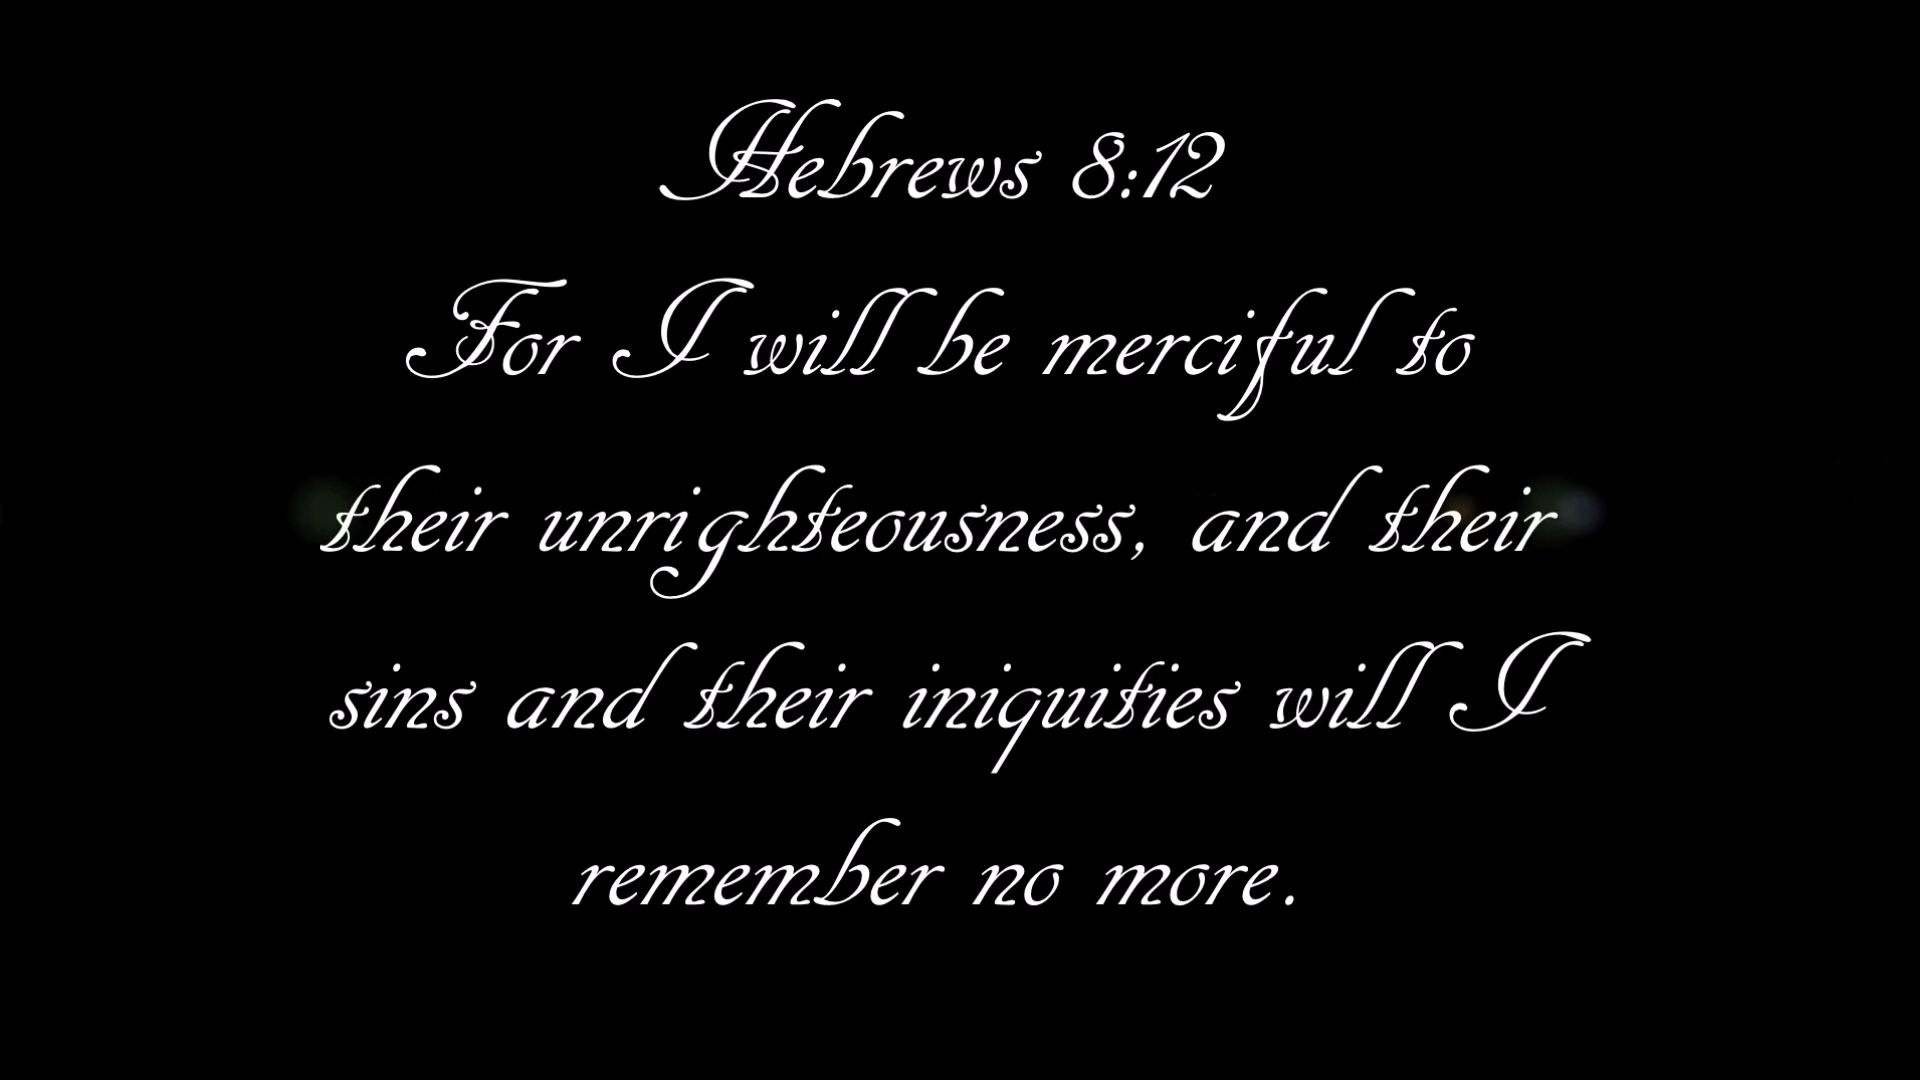 Hebrews 8:12
For I will be merciful to
their unrighteousness, and their
sins and their iniquities will I
remember no more.